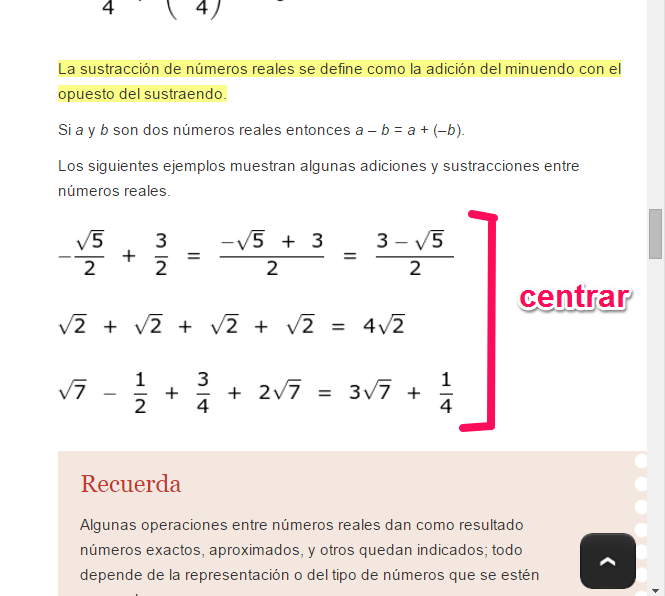 4 ( 4 )
La sustracción de números reales se define como la adición del minuendo con el
opuesto del sustraendo.
Si a y b son dos números reales entonces a – b = a + (–b).
Los siguientes ejemplos muestran algunas adiciones y sustracciones entre
números reales.
-√5/2 + 3/2 = (-√5 + 3)/2 = (3 - √5)/2
centrar
√2 + √2 + √2 + √2 = 4√2
√7 - 1/2 + 3/4 + 2√7 = 3√7 + 1/4
Recuerda
Algunas operaciones entre números reales dan como resultado
números exactos, aproximados, y otros quedan indicados; todo
depende de la representación o del tipo de números que se estén